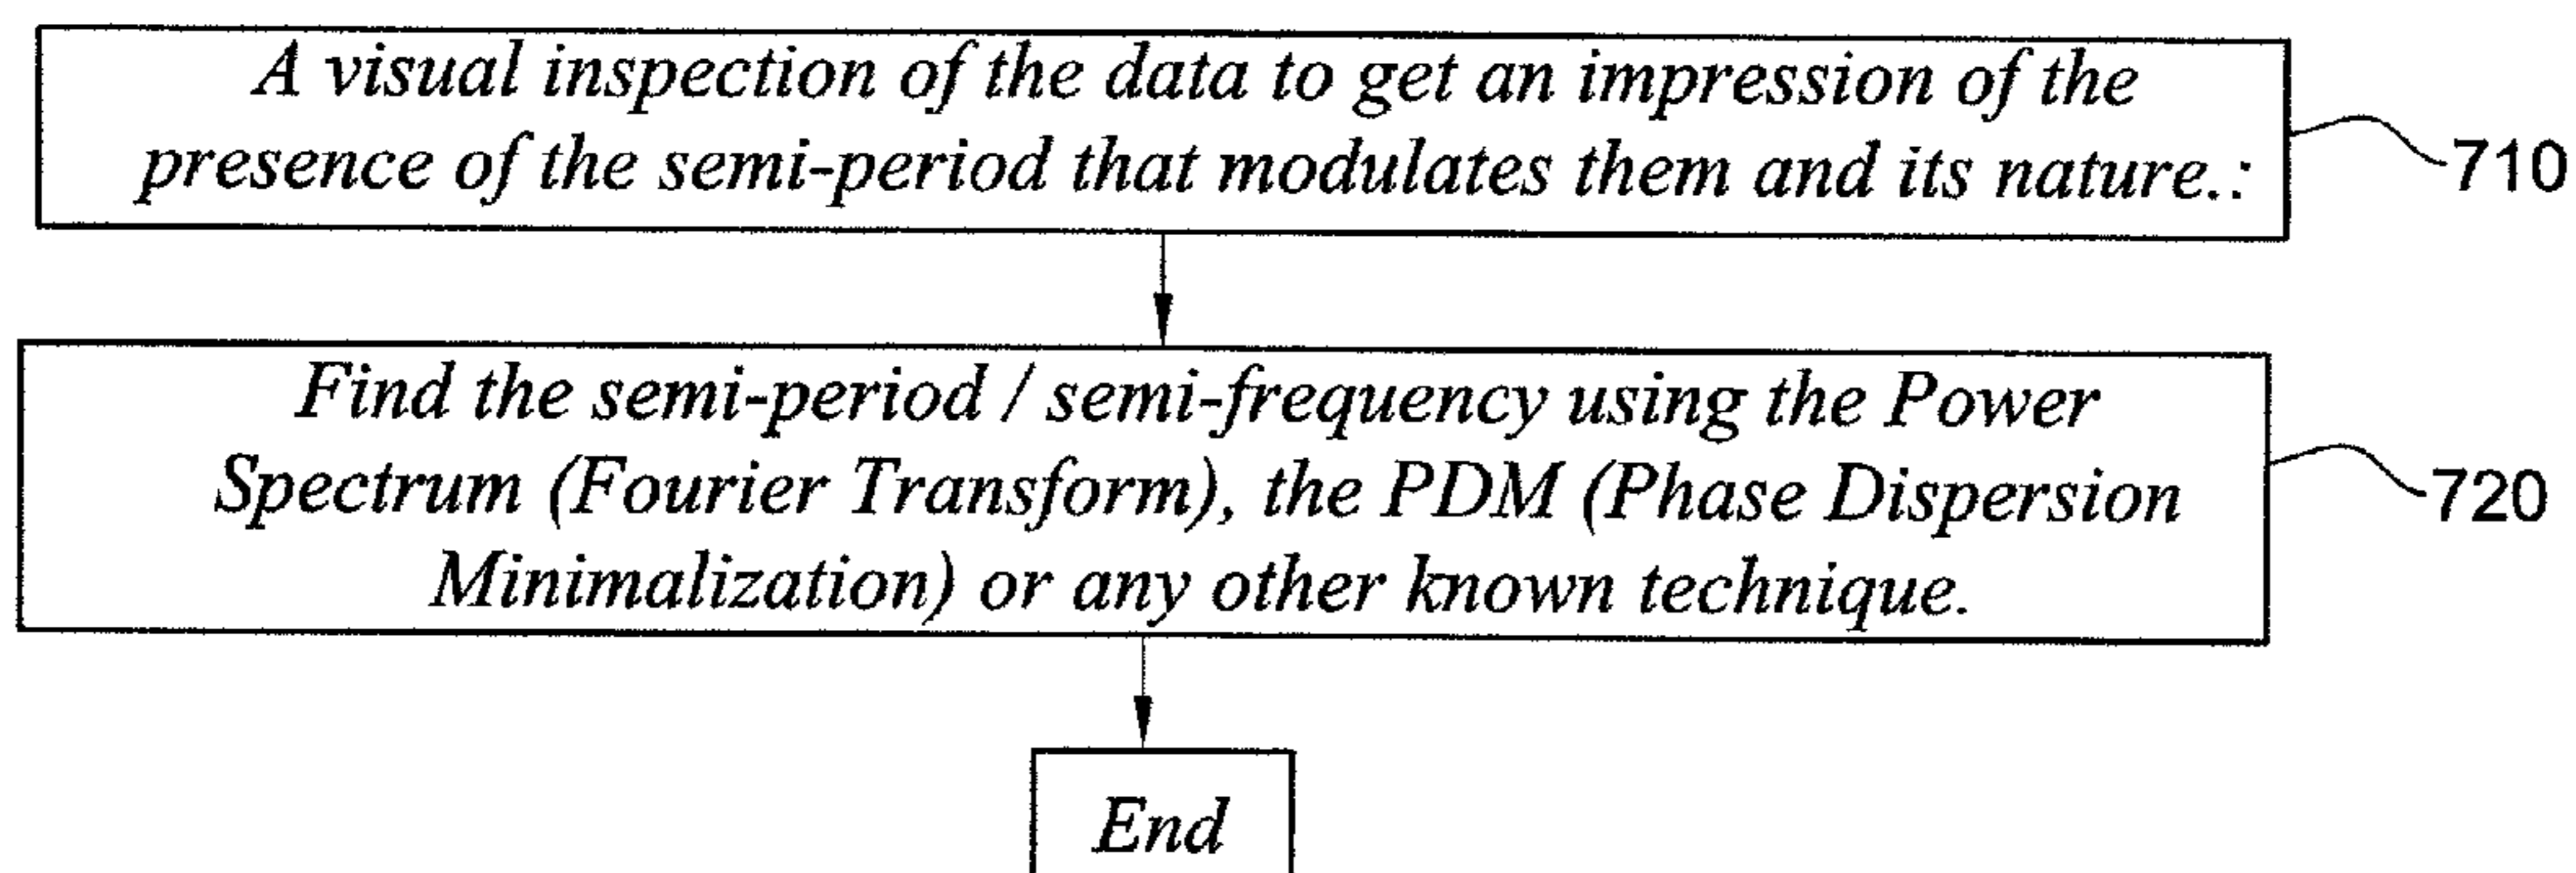 A visual inspection of the data to get an impression of the
presence of the semi-period that modulates them and its nature.:
710
Find the semi-period / semi-frequency using the Power
Spectrum (Fourier Transform), the PDM (Phase Dispersion
Minimalization) or any other known technique.
720
End